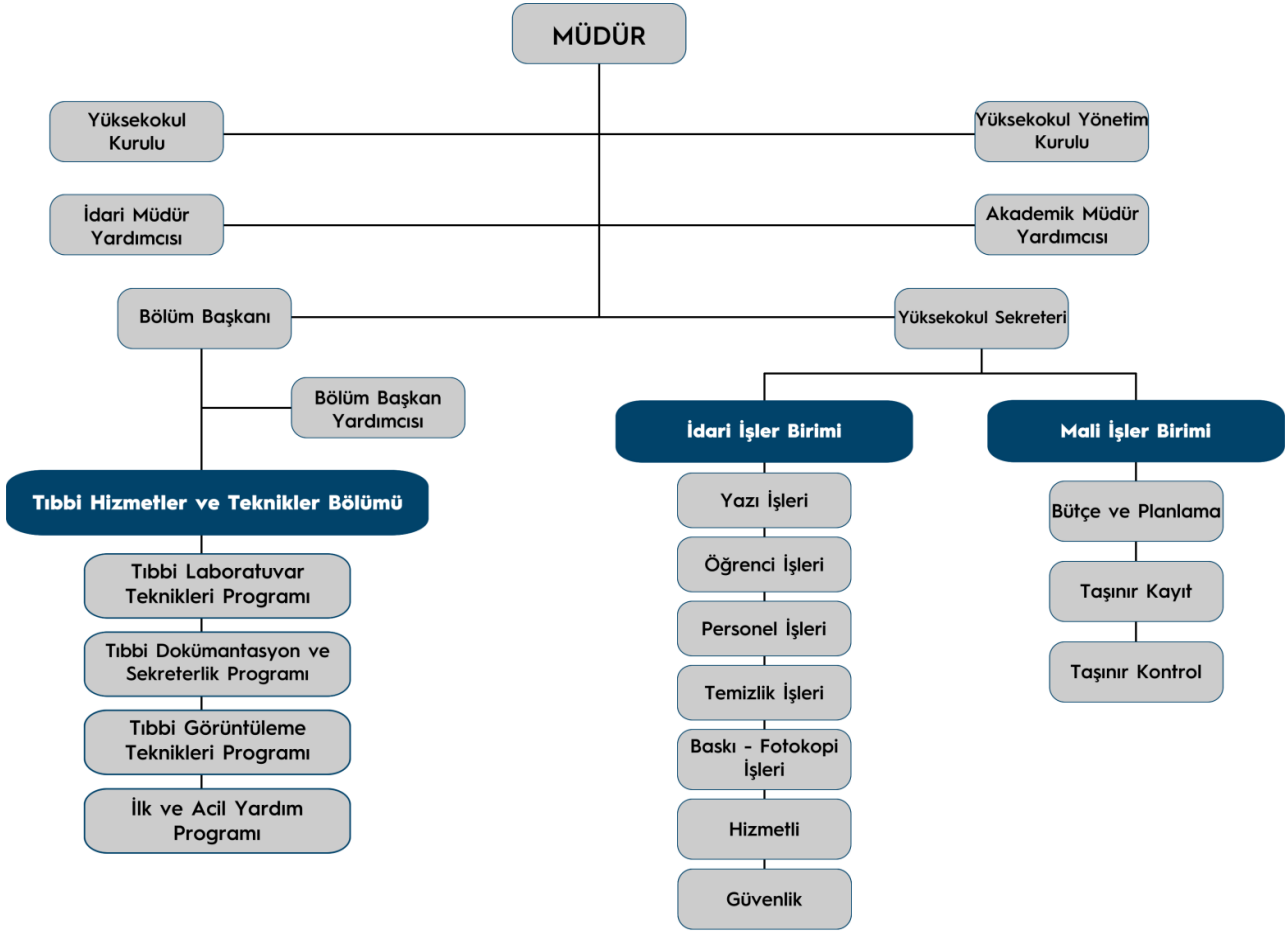 MÜDÜR
Yüksekokul
Kurulu
Yüksekokul Yönetim
Kurulu
İdari Müdür
Yardımcısı
Akademik Müdür
Yardımcısı
Bölüm Başkanı
Yüksekokul Sekreteri
Bölüm Başkan
Yardımcısı
Tıbbi Hizmetler ve Teknikler Bölümü
Tıbbi Laboratuvar
Teknikleri Programı
Tıbbi Dokümantasyon ve
Sekreterlik Programı
Tıbbi Görüntüleme
Teknikleri Programı
İlk ve Acil Yardım
Programı
İdari İşler Birimi
Yazı İşleri
Öğrenci İşleri
Personel İşleri
Temizlik İşleri
Baskı - Fotokopi
İşleri
Hizmetli
Güvenlik
Mali İşler Birimi
Bütçe ve Planlama
Taşınır Kayıt
Taşınır Kontrol